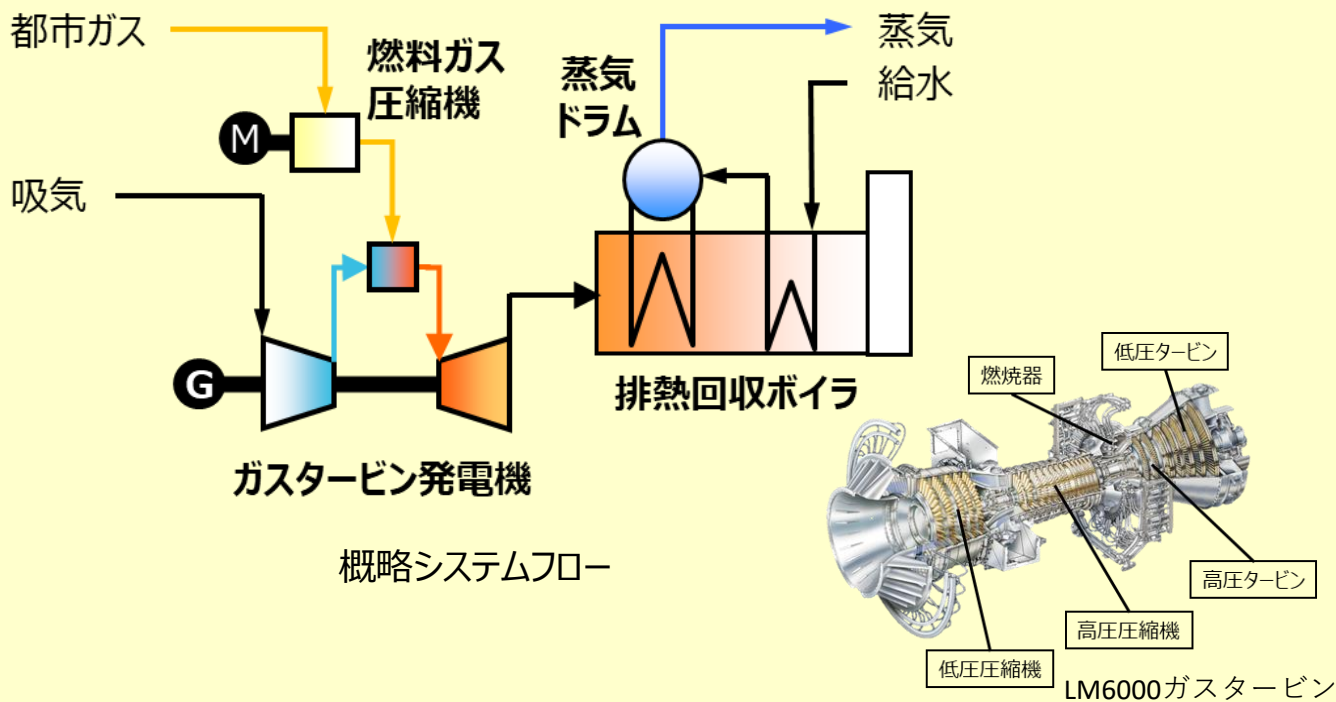 都市ガス
燃料ガス
圧縮機
M
吸気
蒸気
ドラム
蒸気
給水
G
ガスタービン発電機
排熱回収ボイラ
概略システムフロー
低圧タービン
燃焼器
高圧タービン
高圧圧縮機
低圧圧縮機
LM6000ガスタービン